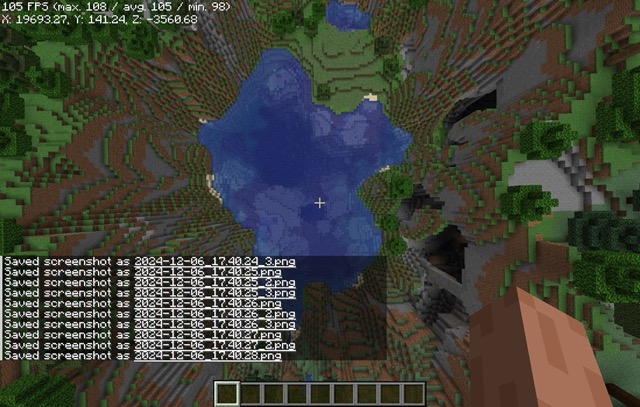 105 FPS (max. 108 / avg. 105 / min. 98)
X: 19693.27, Y: 141.24, Z: -3560.68
Saved screenshot as 2024-12-06_17.40.24_3.png
Saved screenshot as 2024-12-06_17.40.25.png
Saved screenshot as 2024-12-06_17.40.25_2.png
Saved screenshot as 2024-12-06_17.40.25_3.png
Saved screenshot as 2024-12-06_17.40.26.png
Saved screenshot as 2024-12-06_17.40.26_2.png
Saved screenshot as 2024-12-06_17.40.26_3.png
Saved screenshot as 2024-12-06_17.40.27.png
Saved screenshot as 2024-12-06_17.40.27_2.png
Saved screenshot as 2024-12-06_17.40.28.png